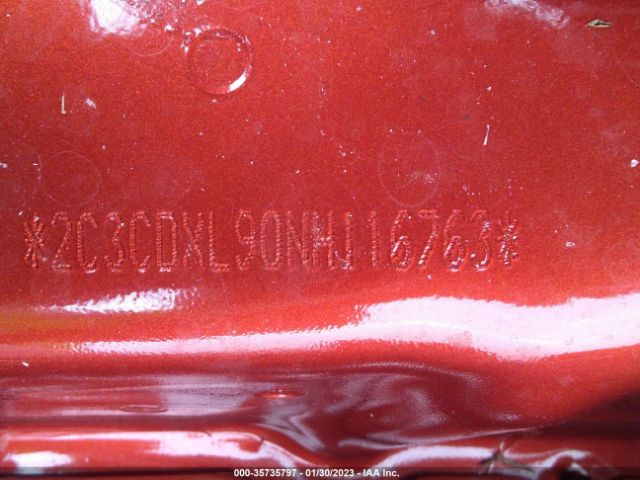 *2C3CDXL90NH116763*
000-35735797 - 01/30/2023 - IAA Inc.